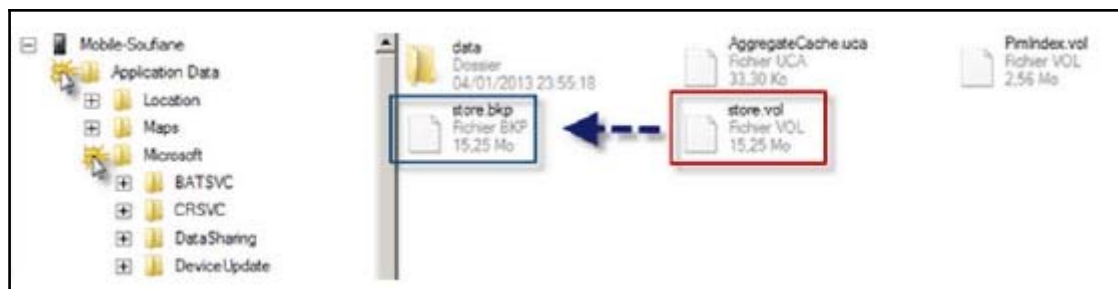 Mobile-Soufiane
Application Data
Location
Maps
Microsoft
BATSVC
CRSVC
DataSharing
DeviceUpdate
data
Dossier
04/01/2013 23:55:18
AggregateCache.uca
Fichier UCA
33,30 Ko
PimIndex.vol
Fichier VOL
2,56 Mo
store.bkp
Fichier BKP
15,25 Mo
store.vol
Fichier VOL
15,25 Mo